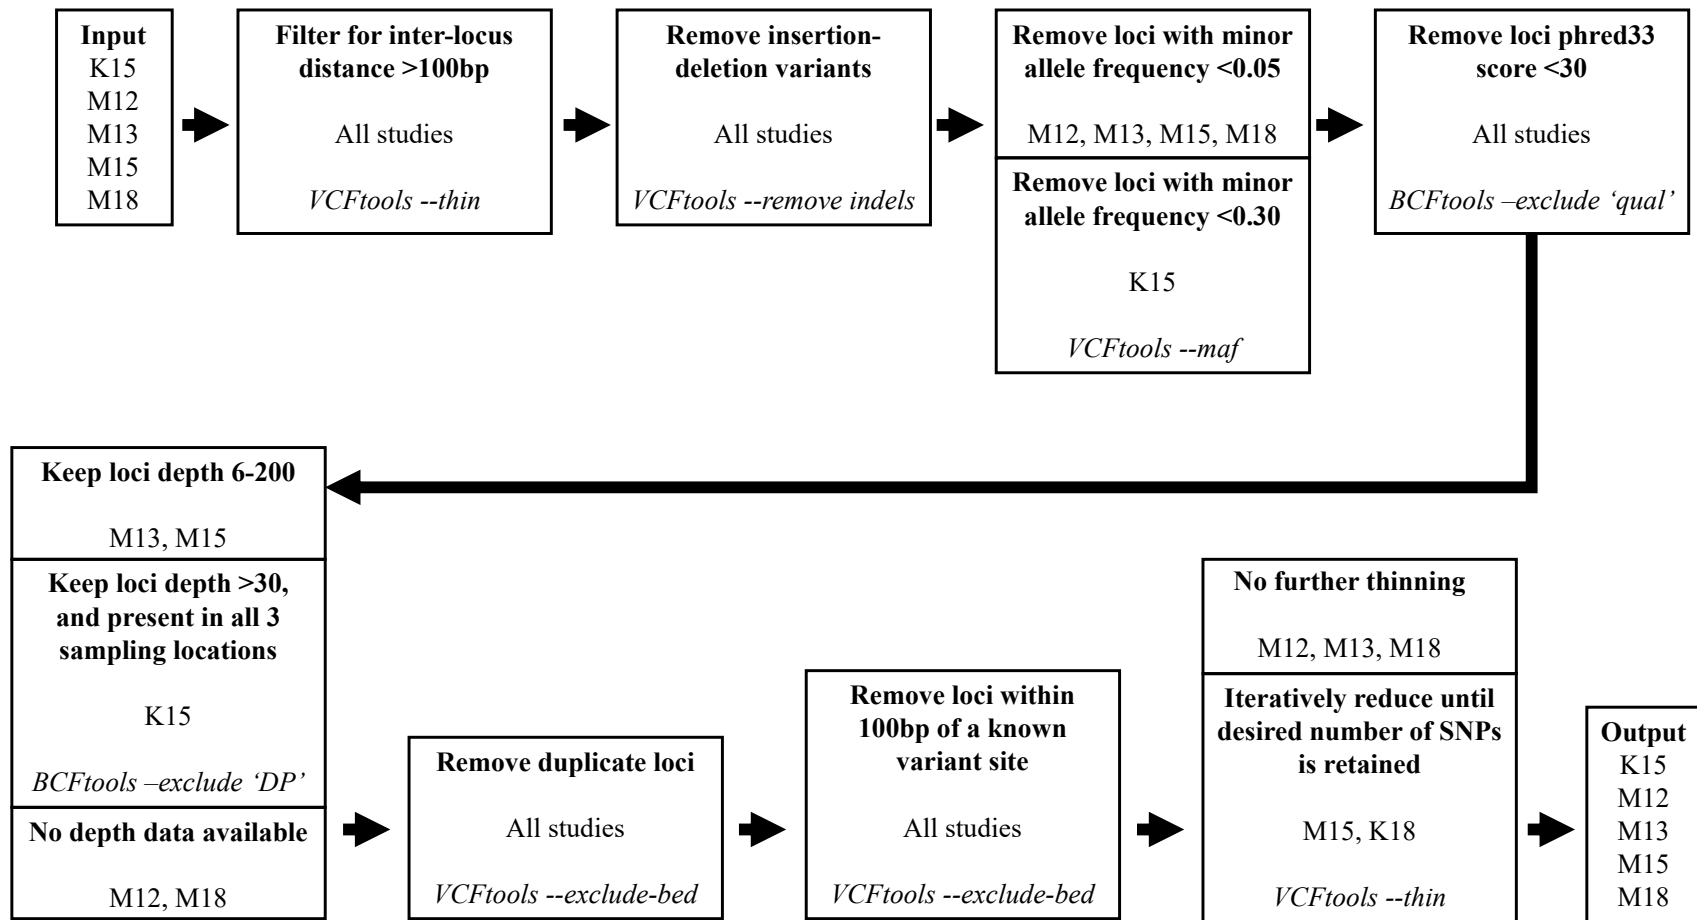 Input
K15
M12
M13
M15
M18
Filter for inter-locus
distance >100bp
All studies
VCFtools --thin
Remove insertion-
deletion variants
All studies
VCFtools --remove indels
Remove loci with minor
allele frequency <0.05
M12, M13, M15, M18
Remove loci with minor
allele frequency <0.30
K15
VCFtools --maf
Remove loci phred33
score <30
All studies
BCFtools –exclude ‘qual’
Keep loci depth 6-200
M13, M15
Keep loci depth >30,
and present in all 3
sampling locations
K15
BCFtools –exclude ‘DP’
No depth data available
M12, M18
Remove duplicate loci
All studies
VCFtools --exclude-bed
Remove loci within
100bp of a known
variant site
All studies
VCFtools --exclude-bed
No further thinning
M12, M13, M18
Iteratively reduce until
desired number of SNPs
is retained
M15, K18
VCFtools --thin
Output
K15
M12
M13
M15
M18